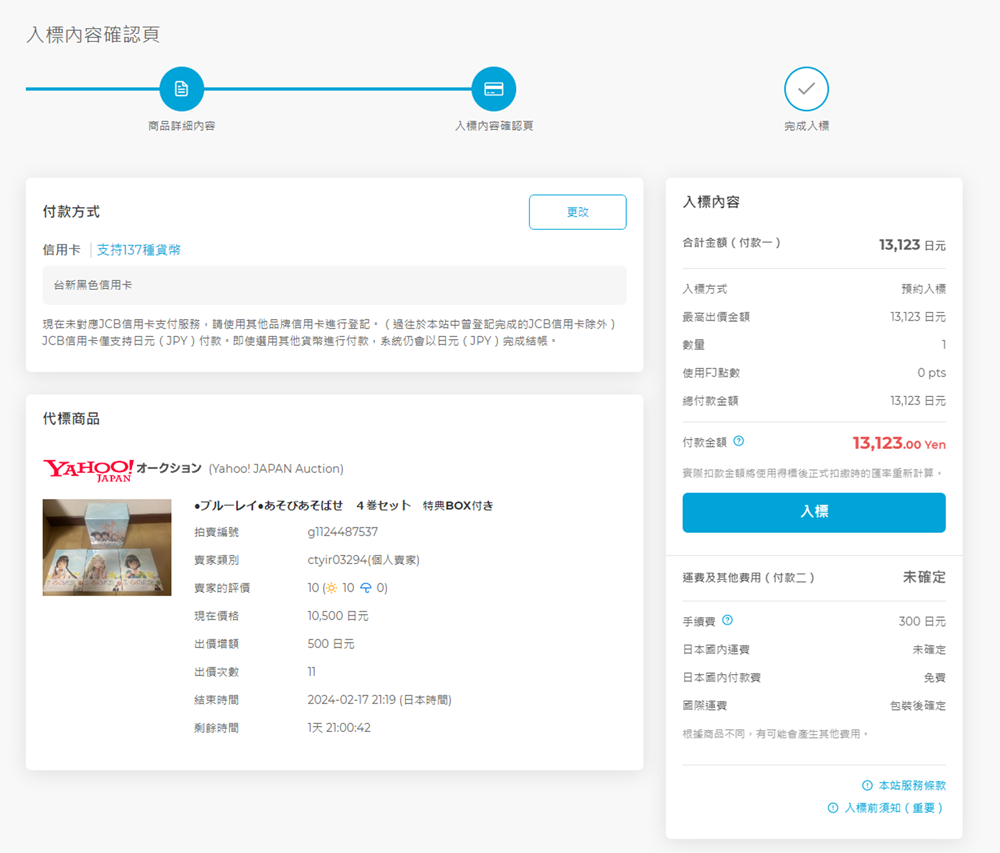 入標內容確認頁
商品詳細內容
入標內容確認頁
完成入標
付款方式
更改
信用卡
支持137種貨幣
台新黑色信用卡
現在未對應JCB信用卡支付服務，請使用其他品牌信用卡進行登記。（過往於本站中曾登記完成的JCB信用卡除外）
JCB信用卡僅支持日元（JPY）付款。即使選用其他貨幣進行付款，系統仍會以日元（JPY）完成結帳。
代標商品
YAHOO! JAPAN オークション (Yahoo! JAPAN Auction)
●ブルーレイ●あそびあそばせ　４巻セット　特典BOX付き
拍賣編號 g1124487537
賣家類別 ctyir03294(個人賣家)
賣家的評價 10 ( 10 0)
現在價格 10,500 日元
出價增額 500 日元
出價次數 11
結束時間 2024-02-17 21:19 (日本時間)
剩餘時間 1天 21:00:42
入標內容
合計金額（付款一） 13,123 日元
入標方式 預約入標
最高出價金額 13,123 日元
數量 1
使用FJ點數 0 pts
總付款金額 13,123 日元
付款金額 13,123.00 Yen
實際扣款金額將使用得標後正式扣繳時的匯率重新計算。
入標
運費及其他費用（付款二） 未確定
手續費 300 日元
日本國內運費 未確定
日本國內付款費 免費
國際運費 包裝後確定
根據商品不同，有可能會產生其他費用。
本站服務條款
入標前須知（重要）